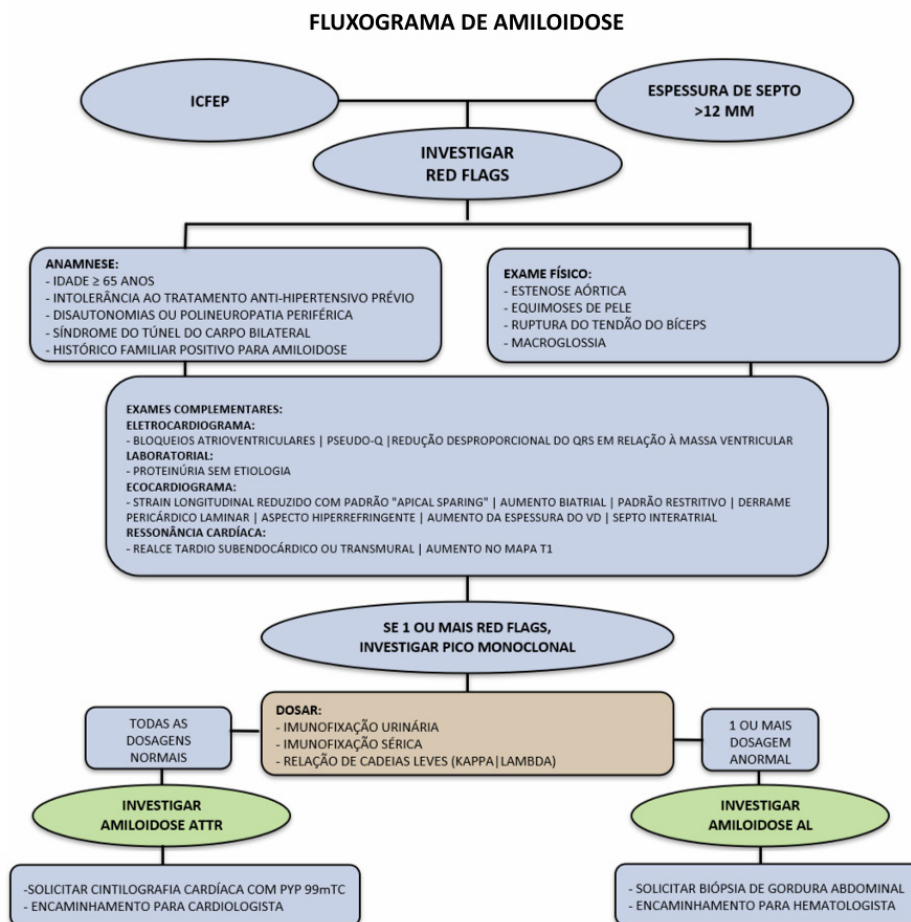 FLUXOGRAMA DE AMILOIDOSE
ICFEP
ESPESSURA DE SEPTO
>12 MM
INVESTIGAR
RED FLAGS
ANAMNESE:
- IDADE ≥ 65 ANOS
- INTOLERÂNCIA AO TRATAMENTO ANTI-HIPERTENSIVO PRÉVIO
- DISAUTONOMIAS OU POLINEUROPATIA PERIFÉRICA
- SÍNDROME DO TÚNEL DO CARPO BILATERAL
- HISTÓRICO FAMILIAR POSITIVO PARA AMILOIDOSE
EXAME FÍSICO:
- ESTENOSE AÓRTICA
- EQUIMOSES DE PELE
- RUPTURA DO TENDÃO DO BÍCEPS
- MACROGLOSSIA
EXAMES COMPLEMENTARES:
ELETROCARDIOGRAMA:
- BLOQUEIOS ATRIOVENTRICULARES | PSEUDO-Q |REDUÇÃO DESPROPORCIONAL DO QRS EM RELAÇÃO À MASSA VENTRICULAR
LABORATORIAL:
- PROTEINÚRIA SEM ETIOLOGIA
ECOCARDIOGRAMA:
- STRAIN LONGITUDINAL REDUZIDO COM PADRÃO "APICAL SPARING" | AUMENTO BIATRIAL | PADRÃO RESTRITIVO | DERRAME
PERICÁRDICO LAMINAR | ASPECTO HIPERREFRINGENTE | AUMENTO DA ESPESSURA DO VD | SEPTO INTERATRIAL
RESSONÂNCIA CARDÍACA:
- REALCE TARDIO SUBENDOCÁRDICO OU TRANSMURAL | AUMENTO NO MAPA T1
SE 1 OU MAIS RED FLAGS,
INVESTIGAR PICO MONOCLONAL
DOSAR:
- IMUNOFIXAÇÃO URINÁRIA
- IMUNOFIXAÇÃO SÉRICA
- RELAÇÃO DE CADEIAS LEVES (KAPPA|LAMBDA)
TODAS AS
DOSAGENS
NORMAIS
1 OU MAIS
DOSAGEM
ANORMAL
INVESTIGAR
AMILOIDOSE ATTR
INVESTIGAR
AMILOIDOSE AL
-SOLICITAR CINTILOGRAFIA CARDÍACA COM PYP 99mTC
- ENCAMINHAMENTO PARA CARDIOLOGISTA
- SOLICITAR BIÓPSIA DE GORDURA ABDOMINAL
- ENCAMINHAMENTO PARA HEMATOLOGISTA